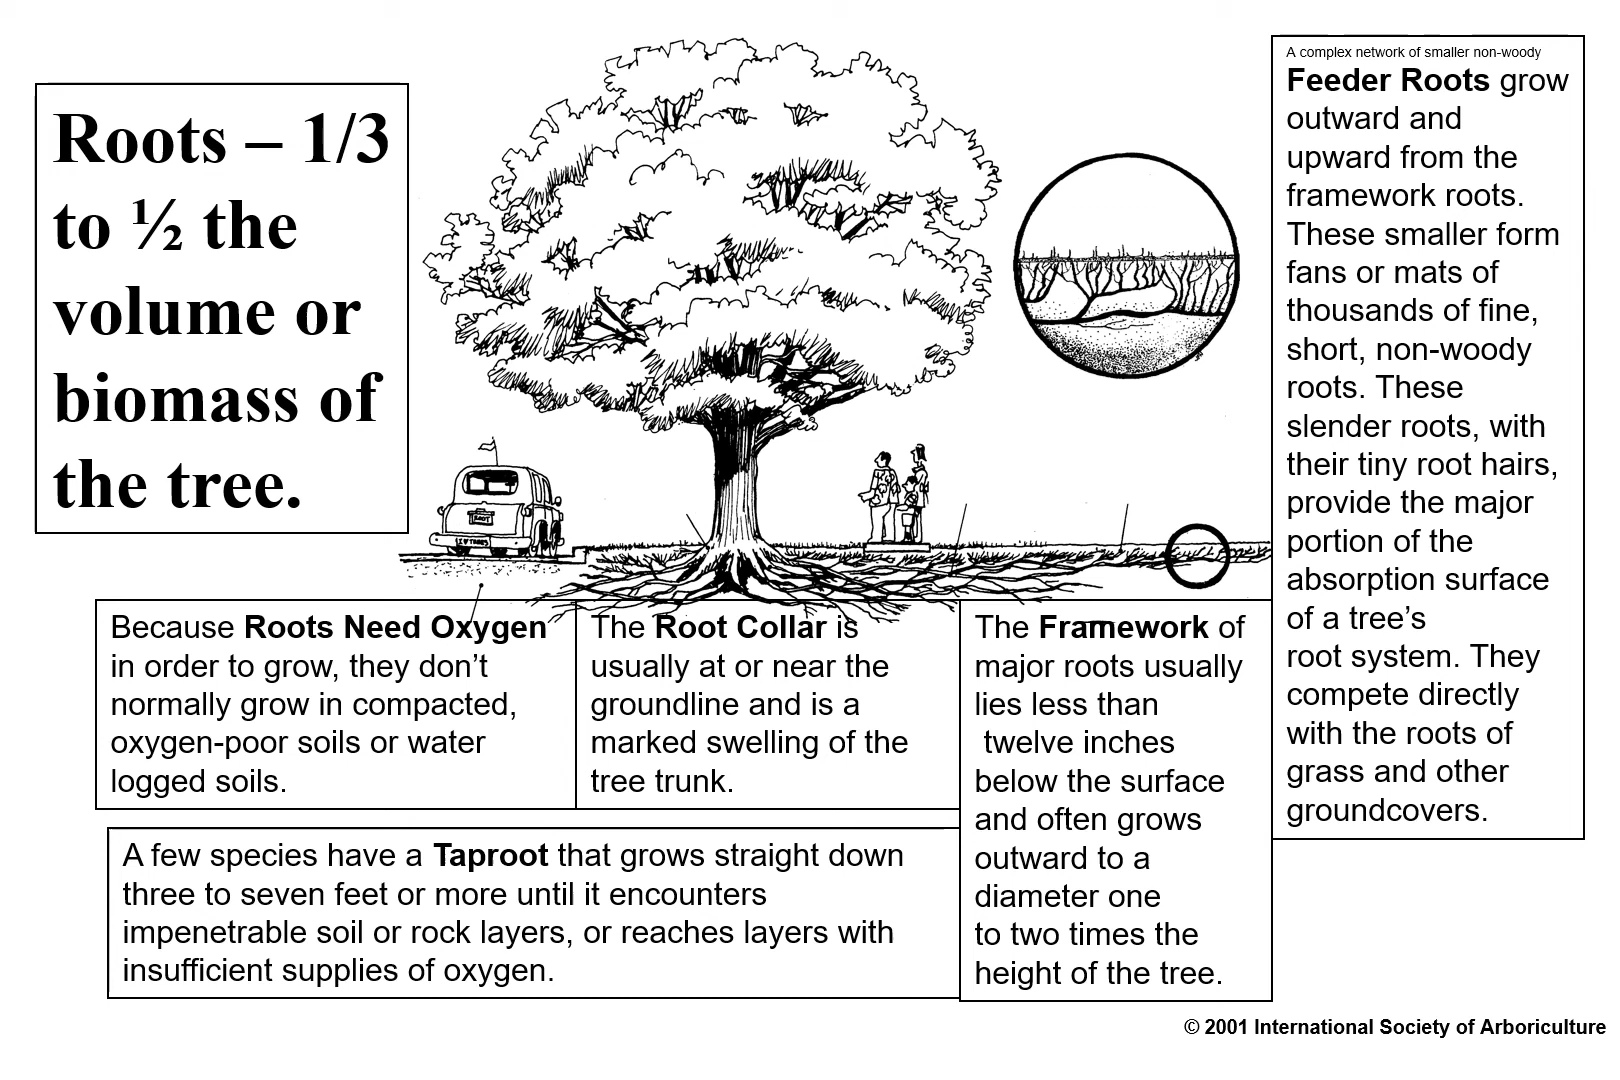 Roots – 1/3
to ½ the
volume or
biomass of
the tree.
A complex network of smaller non-woody
Feeder Roots grow
outward and
upward from the
framework roots.
These smaller form
fans or mats of
thousands of fine,
short, non-woody
roots. These
slender roots, with
their tiny root hairs,
provide the major
portion of the
absorption surface
of a tree’s
root system. They
compete directly
with the roots of
grass and other
groundcovers.
ROOT
I ♥ TREES
Because Roots Need Oxygen
in order to grow, they don’t
normally grow in compacted,
oxygen-poor soils or water
logged soils.
The Root Collar is
usually at or near the
groundline and is a
marked swelling of the
tree trunk.
The Framework of
major roots usually
lies less than
twelve inches
below the surface
and often grows
outward to a
diameter one
to two times the
height of the tree.
A few species have a Taproot that grows straight down
three to seven feet or more until it encounters
impenetrable soil or rock layers, or reaches layers with
insufficient supplies of oxygen.
© 2001 International Society of Arboriculture